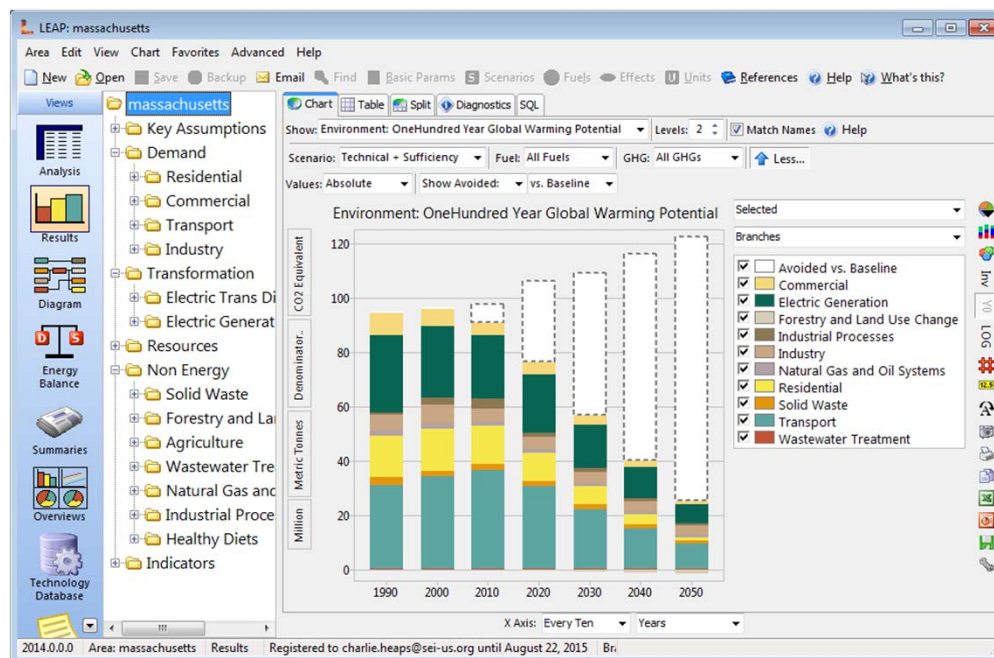 LEAP: massachusetts
Area Edit View Chart Favorites Advanced Help
New Open Save Backup Email Find Basic Params S Scenarios Fuels Effects U Units References Help What's this?
Views
Analysis
Results
Diagram
D S
Energy
Balance
Summaries
Overviews
Technology
Database
massachusetts
Key Assumptions
Demand
Residential
Commercial
Transport
Industry
Transformation
Electric Trans Di
Electric Generat
Resources
Non Energy
Solid Waste
Forestry and La
Agriculture
Wastewater Tre
Natural Gas and
Industrial Proce
Healthy Diets
Indicators
Chart Table Split Diagnostics SQL
Show: Environment: OneHundred Year Global Warming Potential Levels: 2 Match Names Help
Scenario: Technical + Sufficiency Fuel: All Fuels GHG: All GHGs Less...
Values: Absolute Show Avoided: vs. Baseline
Environment: OneHundred Year Global Warming Potential
CO2 Equivalent
Denominator..
Metric Tonnes
Million
120
100
80
60
40
20
0
1990 2000 2010 2020 2030 2040 2050
X Axis: Every Ten Years
Selected
Branches
Avoided vs. Baseline
Commercial
Electric Generation
Forestry and Land Use Change
Industrial Processes
Industry
Natural Gas and Oil Systems
Residential
Solid Waste
Transport
Wastewater Treatment
Inv
Y0
LOG
12.5
2014.0.0.0 Area: massachusetts Results Registered to charlie.heaps@sei-us.org until August 22, 2015